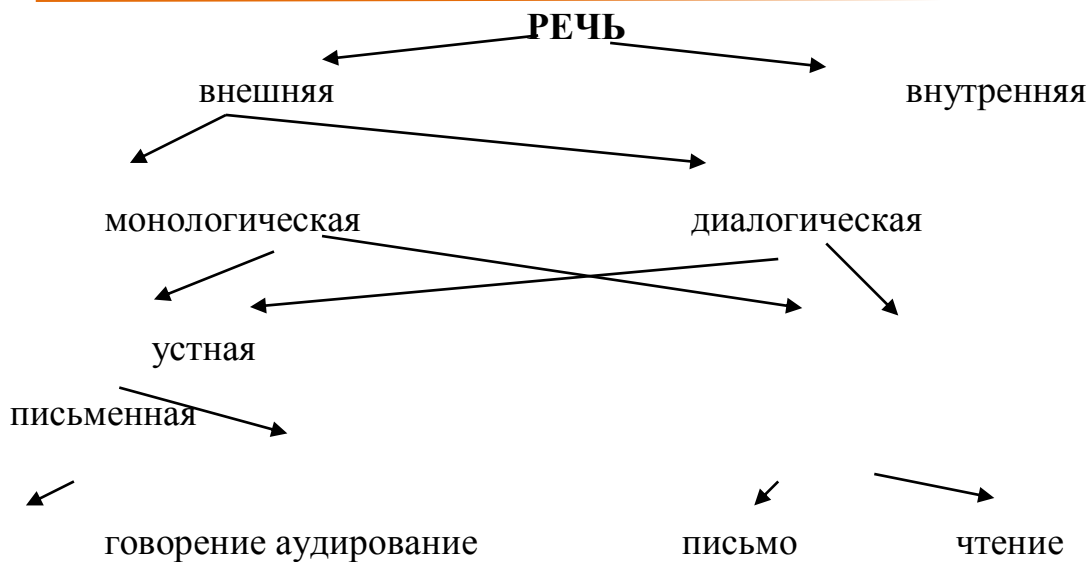 РЕЧЬ
внешняя внутренняя
монологическая диалогическая
устная
письменная
говорение аудирование письмо чтение